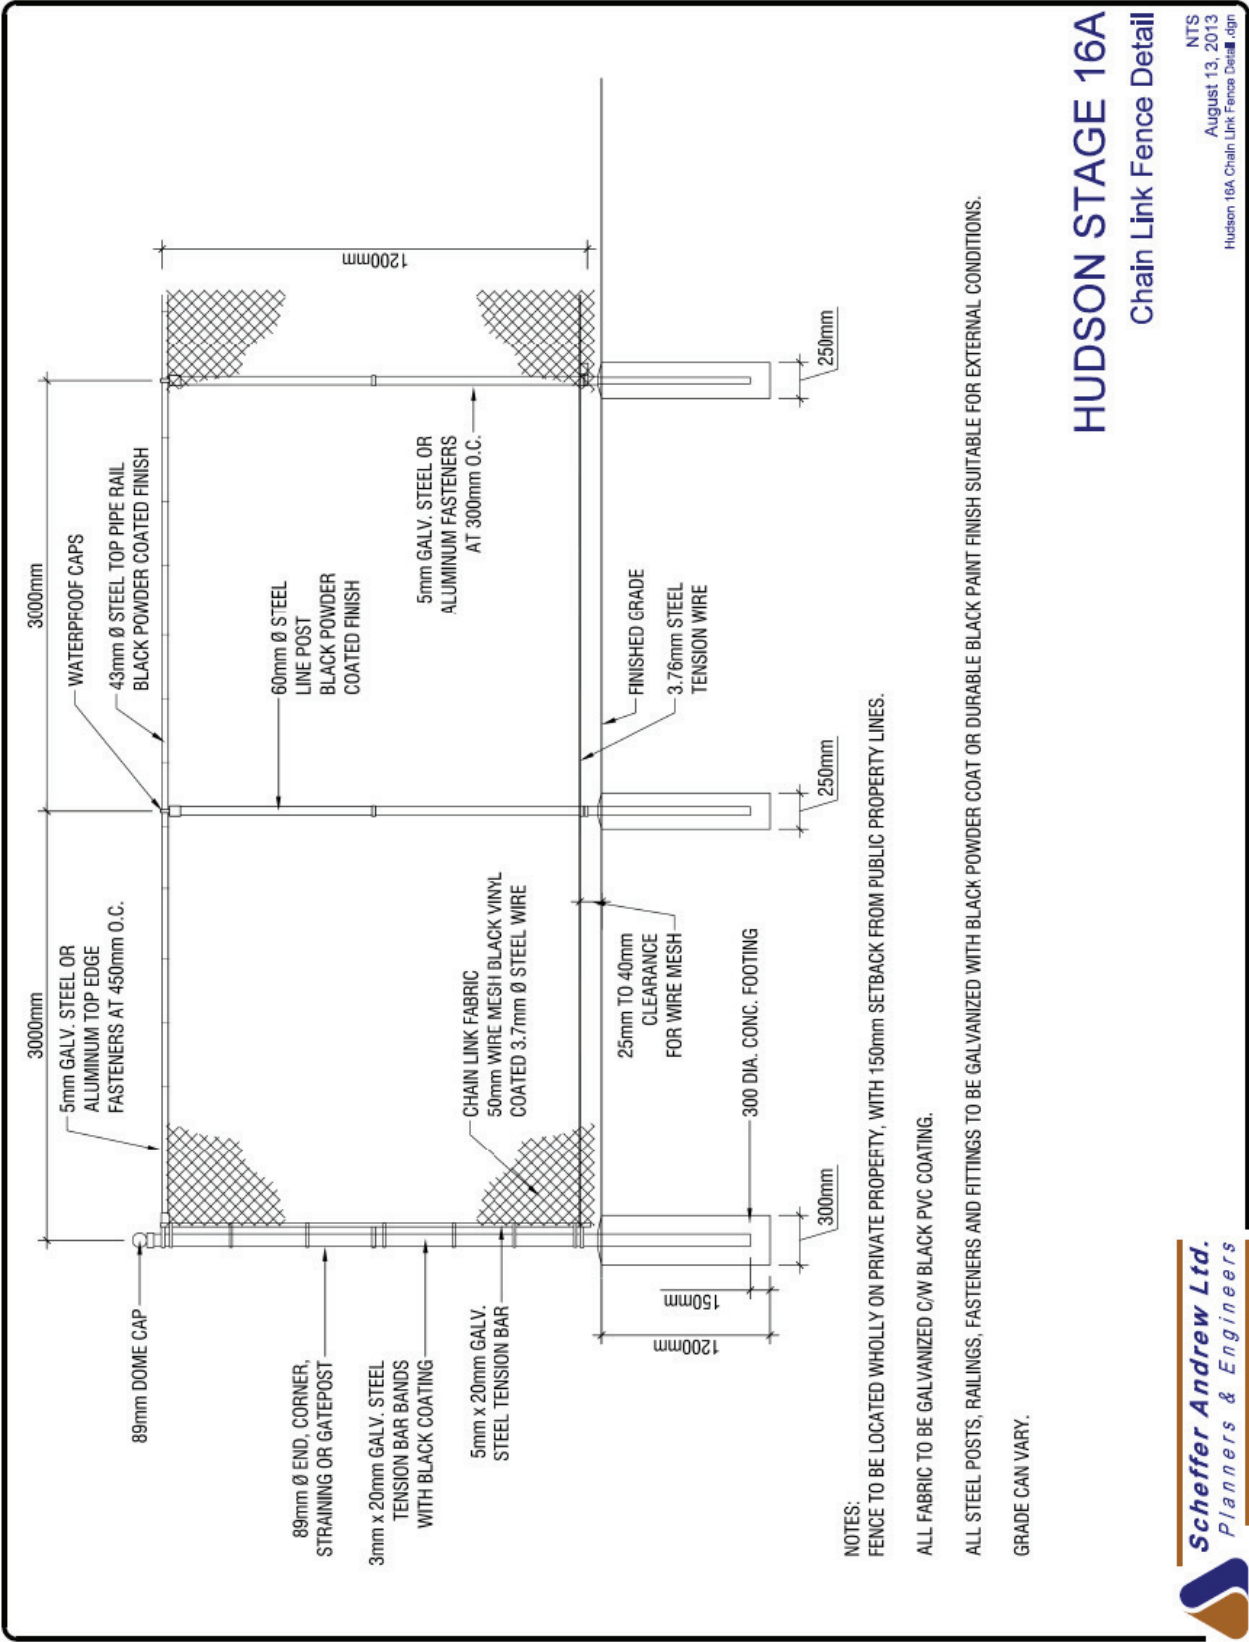 3000mm
3000mm
5mm GALV. STEEL OR
ALUMINUM TOP EDGE
FASTENERS AT 450mm O.C.
WATERPROOF CAPS
43mm Ø STEEL TOP PIPE RAIL
BLACK POWDER COATED FINISH
89mm DOME CAP
1200mm
60mm Ø STEEL
LINE POST
BLACK POWDER
COATED FINISH
89mm Ø END, CORNER,
STRAINING OR GATEPOST
3mm x 20mm GALV. STEEL
TENSION BAR BANDS
WITH BLACK COATING
5mm GALV. STEEL OR
ALUMINUM FASTENERS
AT 300mm O.C.
CHAIN LINK FABRIC
50mm WIRE MESH BLACK VINYL
COATED 3.7mm Ø STEEL WIRE
5mm x 20mm GALV.
STEEL TENSION BAR
25mm TO 40mm
CLEARANCE
FOR WIRE MESH
FINISHED GRADE
3.76mm STEEL
TENSION WIRE
150mm
1200mm
300 DIA. CONC. FOOTING
300mm
250mm
250mm
NOTES:
FENCE TO BE LOCATED WHOLLY ON PRIVATE PROPERTY, WITH 150mm SETBACK FROM PUBLIC PROPERTY LINES.
ALL FABRIC TO BE GALVANIZED C/W BLACK PVC COATING.
ALL STEEL POSTS, RAILINGS, FASTENERS AND FITTINGS TO BE GALVANIZED WITH BLACK POWDER COAT OR DURABLE BLACK PAINT FINISH SUITABLE FOR EXTERNAL CONDITIONS.
GRADE CAN VARY.
HUDSON STAGE 16A
Chain Link Fence Detail
Scheffer Andrew Ltd.
Planners & Engineers
NTS
August 13, 2013
Hudson 16A Chain Link Fence Detail.dgn